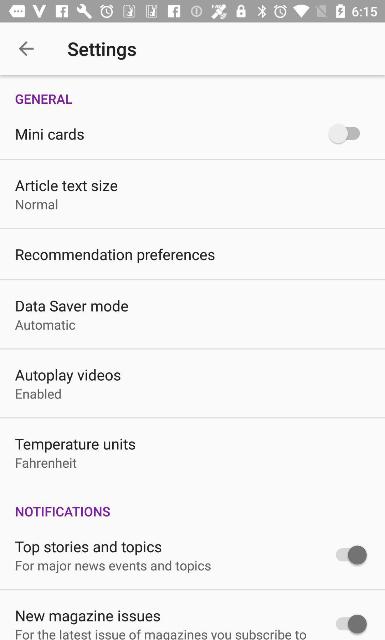 6:15
Settings
GENERAL
Mini cards
Article text size
Normal
Recommendation preferences
Data Saver mode
Automatic
Autoplay videos
Enabled
Temperature units
Fahrenheit
NOTIFICATIONS
Top stories and topics
For major news events and topics
New magazine issues
For the latest issue of magazines you subscribe to